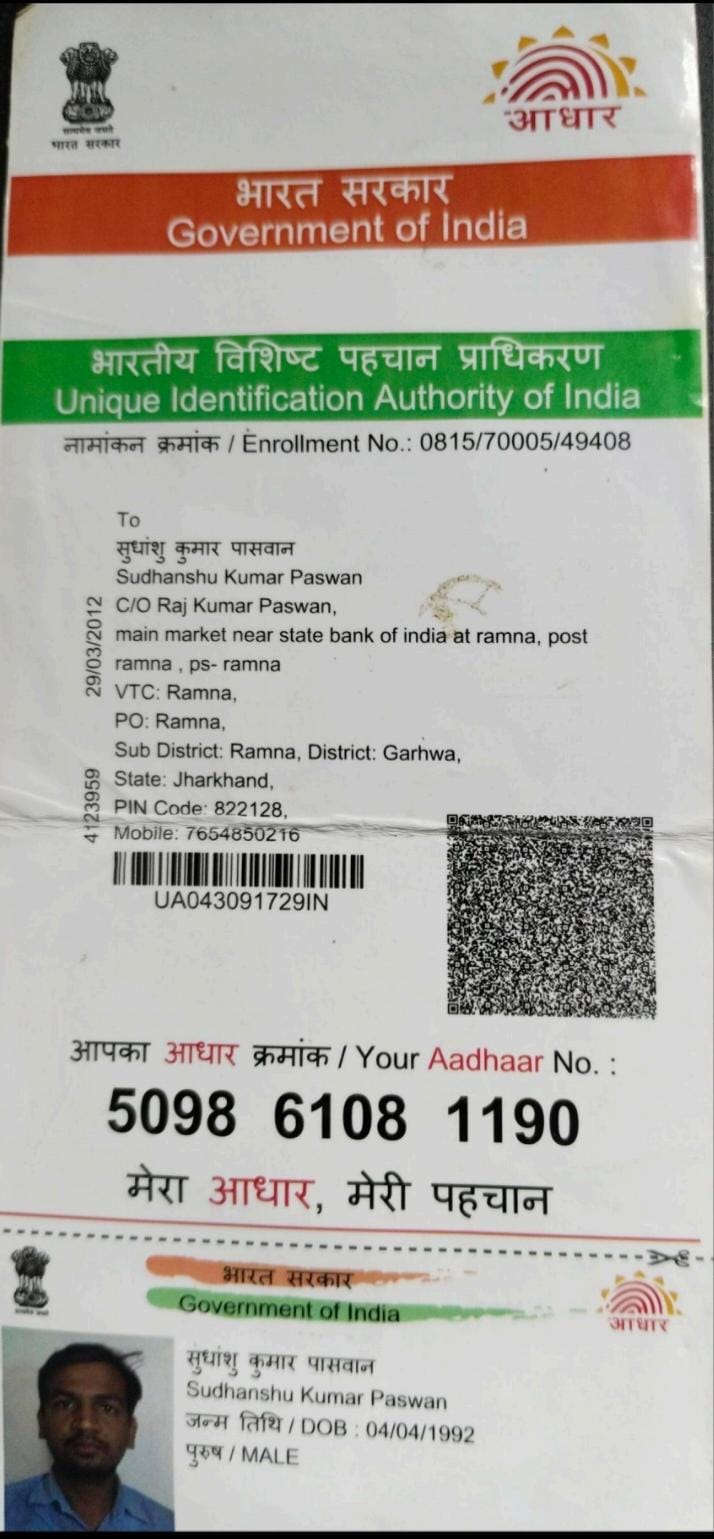 सत्यमेव जयते
भारत सरकार
आधार
भारत सरकार
Government of India
भारतीय विशिष्ट पहचान प्राधिकरण
Unique Identification Authority of India
नामांकन क्रमांक / Enrollment No.: 0815/70005/49408
To
सुधांशु कुमार पासवान
Sudhanshu Kumar Paswan
C/O Raj Kumar Paswan,
main market near state bank of india at ramna, post
ramna , ps- ramna
VTC: Ramna,
PO: Ramna,
Sub District: Ramna, District: Garhwa,
State: Jharkhand,
PIN Code: 822128,
Mobile: 7654850216
29/03/2012
4123959
UA043091729IN
आपका आधार क्रमांक / Your Aadhaar No. :
5098 6108 1190
मेरा आधार, मेरी पहचान
भारत सरकार
Government of India
आधार
सुधांशु कुमार पासवान
Sudhanshu Kumar Paswan
जन्म तिथि / DOB : 04/04/1992
पुरुष / MALE